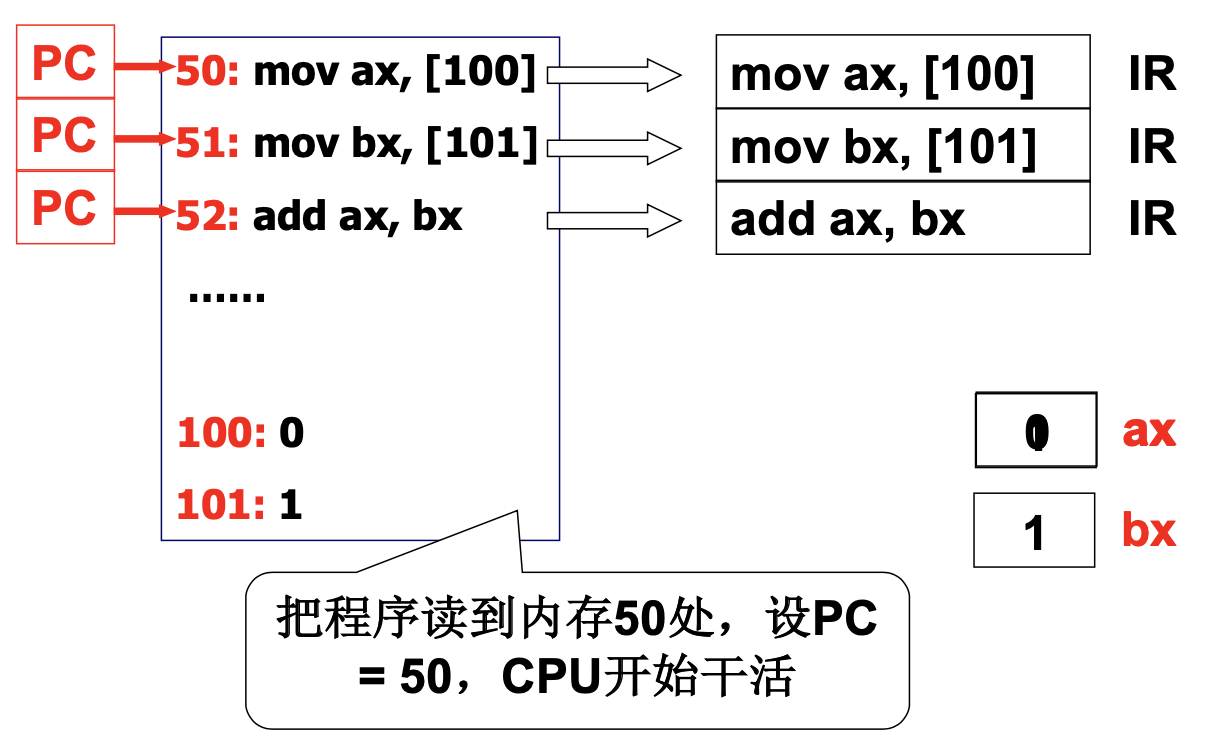 PC
50: mov ax, [100]
mov ax, [100]
IR
PC
51: mov bx, [101]
mov bx, [101]
IR
PC
52: add ax, bx
add ax, bx
IR
......
100: 0
ax
101: 1
1
bx
把程序读到内存50处，设PC
= 50，CPU开始干活